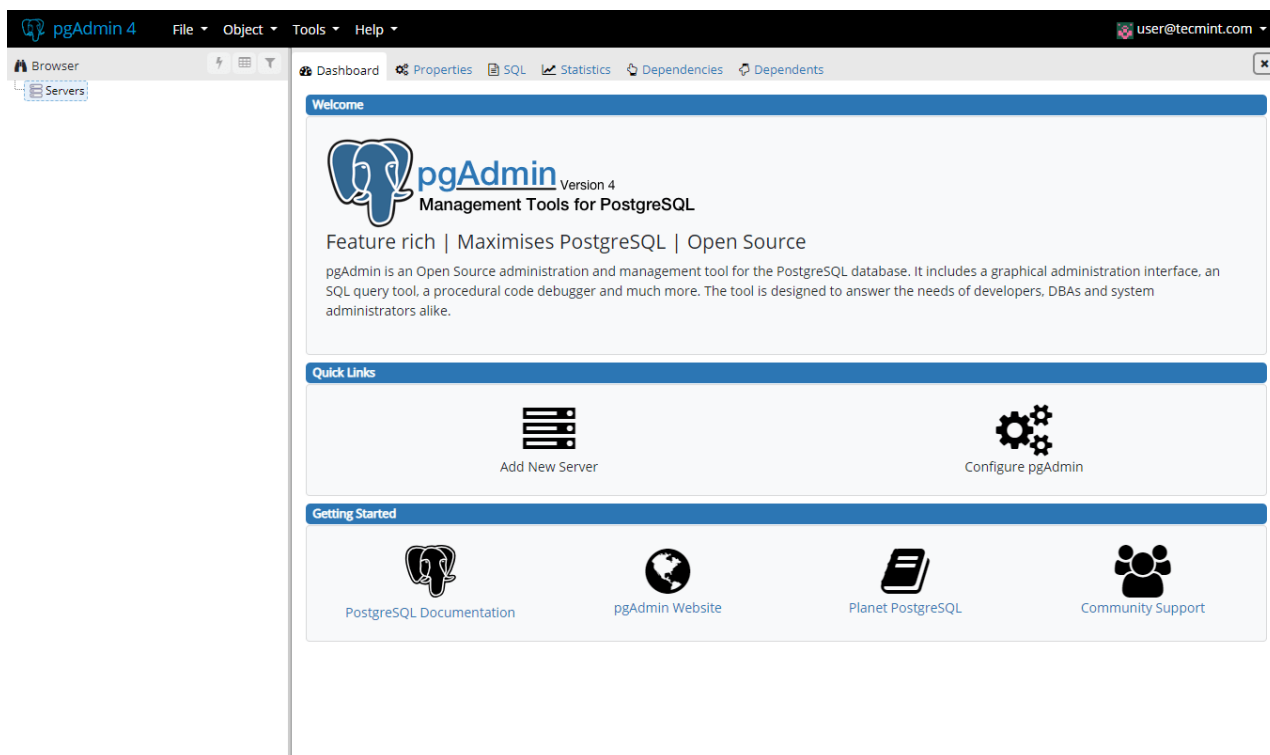 pgAdmin 4 File Object Tools Help user@tecmint.com
Browser
Servers
Dashboard Properties SQL Statistics Dependencies Dependents
Welcome
pgAdmin Version 4
Management Tools for PostgreSQL
Feature rich | Maximises PostgreSQL | Open Source
pgAdmin is an Open Source administration and management tool for the PostgreSQL database. It includes a graphical administration interface, an
SQL query tool, a procedural code debugger and much more. The tool is designed to answer the needs of developers, DBAs and system
administrators alike.
Quick Links
Add New Server
Configure pgAdmin
Getting Started
PostgreSQL Documentation
pgAdmin Website
Planet PostgreSQL
Community Support